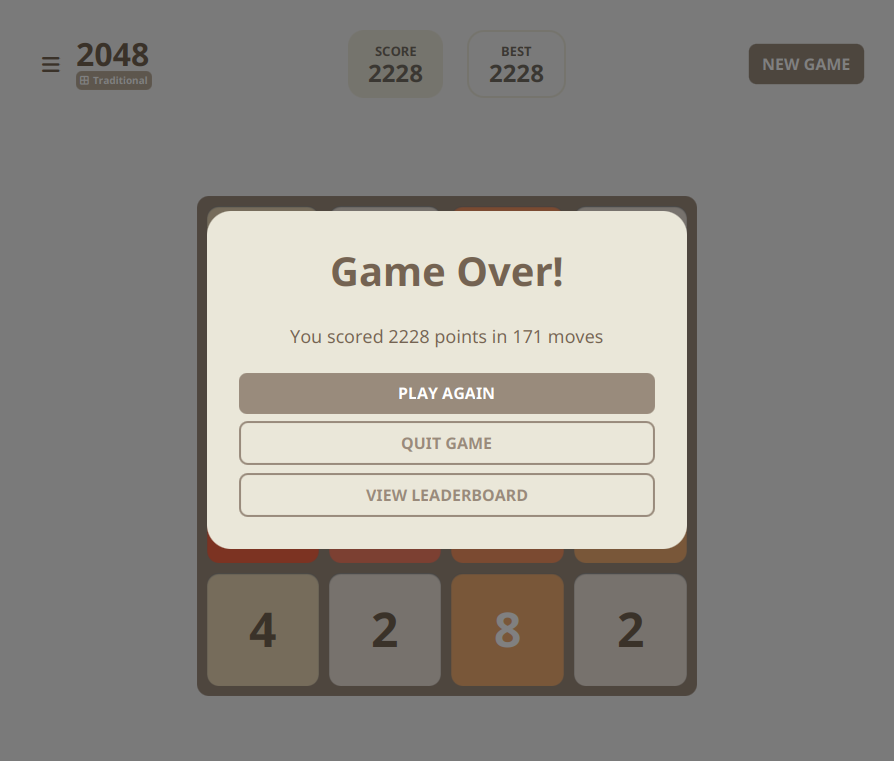 2048
Traditional
SCORE
2228
BEST
2228
NEW GAME
Game Over!
You scored 2228 points in 171 moves
PLAY AGAIN
QUIT GAME
VIEW LEADERBOARD
4 2 8 2